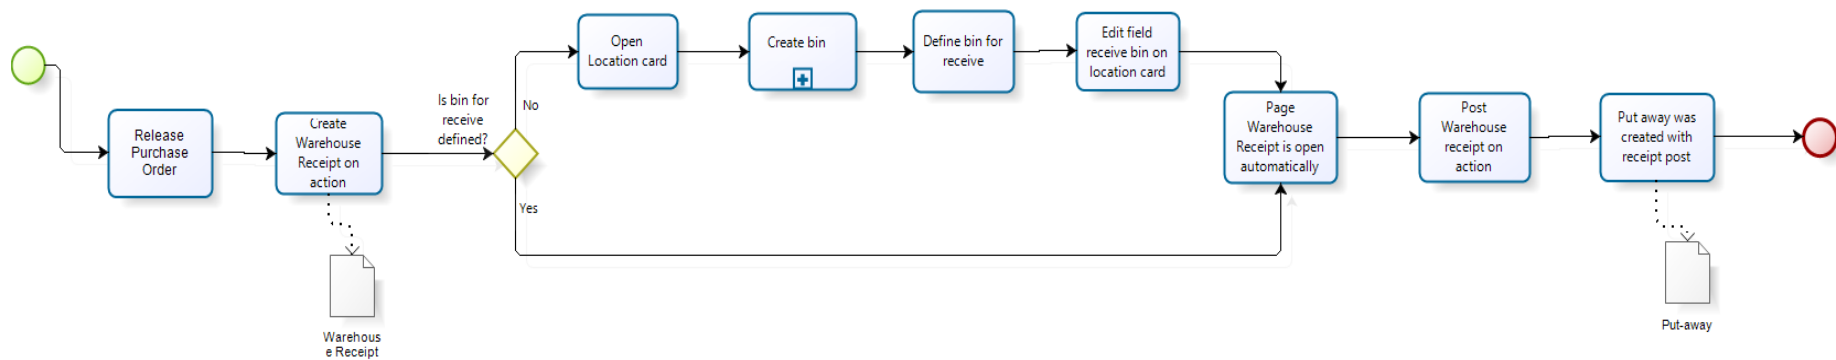 Release
Purchase
Order
Create
Warehouse
Receipt on
action
Warehous
e Receipt
Is bin for
receive
defined?
No
Yes
Open
Location card
Create bin
Define bin for
receive
Edit field
receive bin on
location card
Page
Warehouse
Receipt is open
automatically
Post
Warehouse
receipt on
action
Put away was
created with
receipt post
Put-away